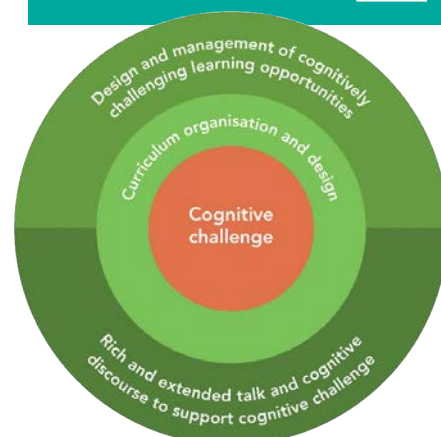 Design and management of cognitively
challenging learning opportunities
Curriculum organisation and design
Cognitive
challenge
Rich and extended talk and cognitive
discourse to support cognitive challenge